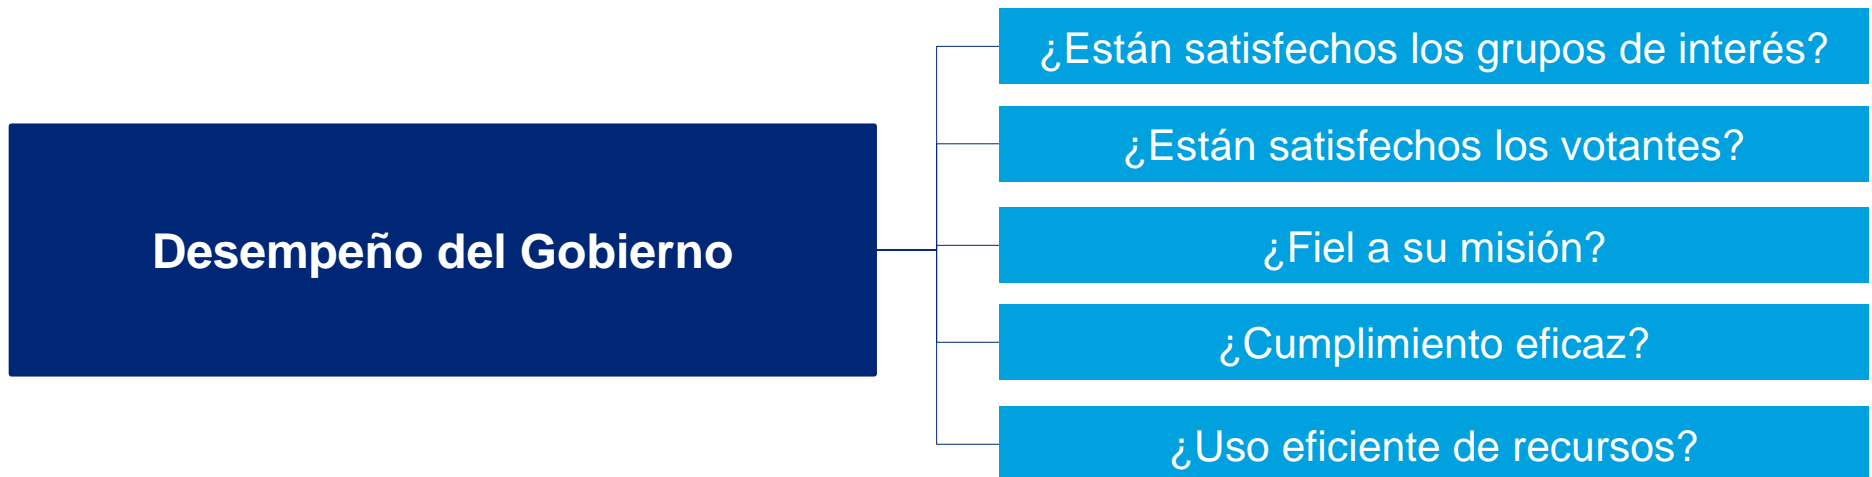 ¿Están satisfechos los grupos de interés?
¿Están satisfechos los votantes?
Desempeño del Gobierno
¿Fiel a su misión?
¿Cumplimiento eficaz?
¿Uso eficiente de recursos?